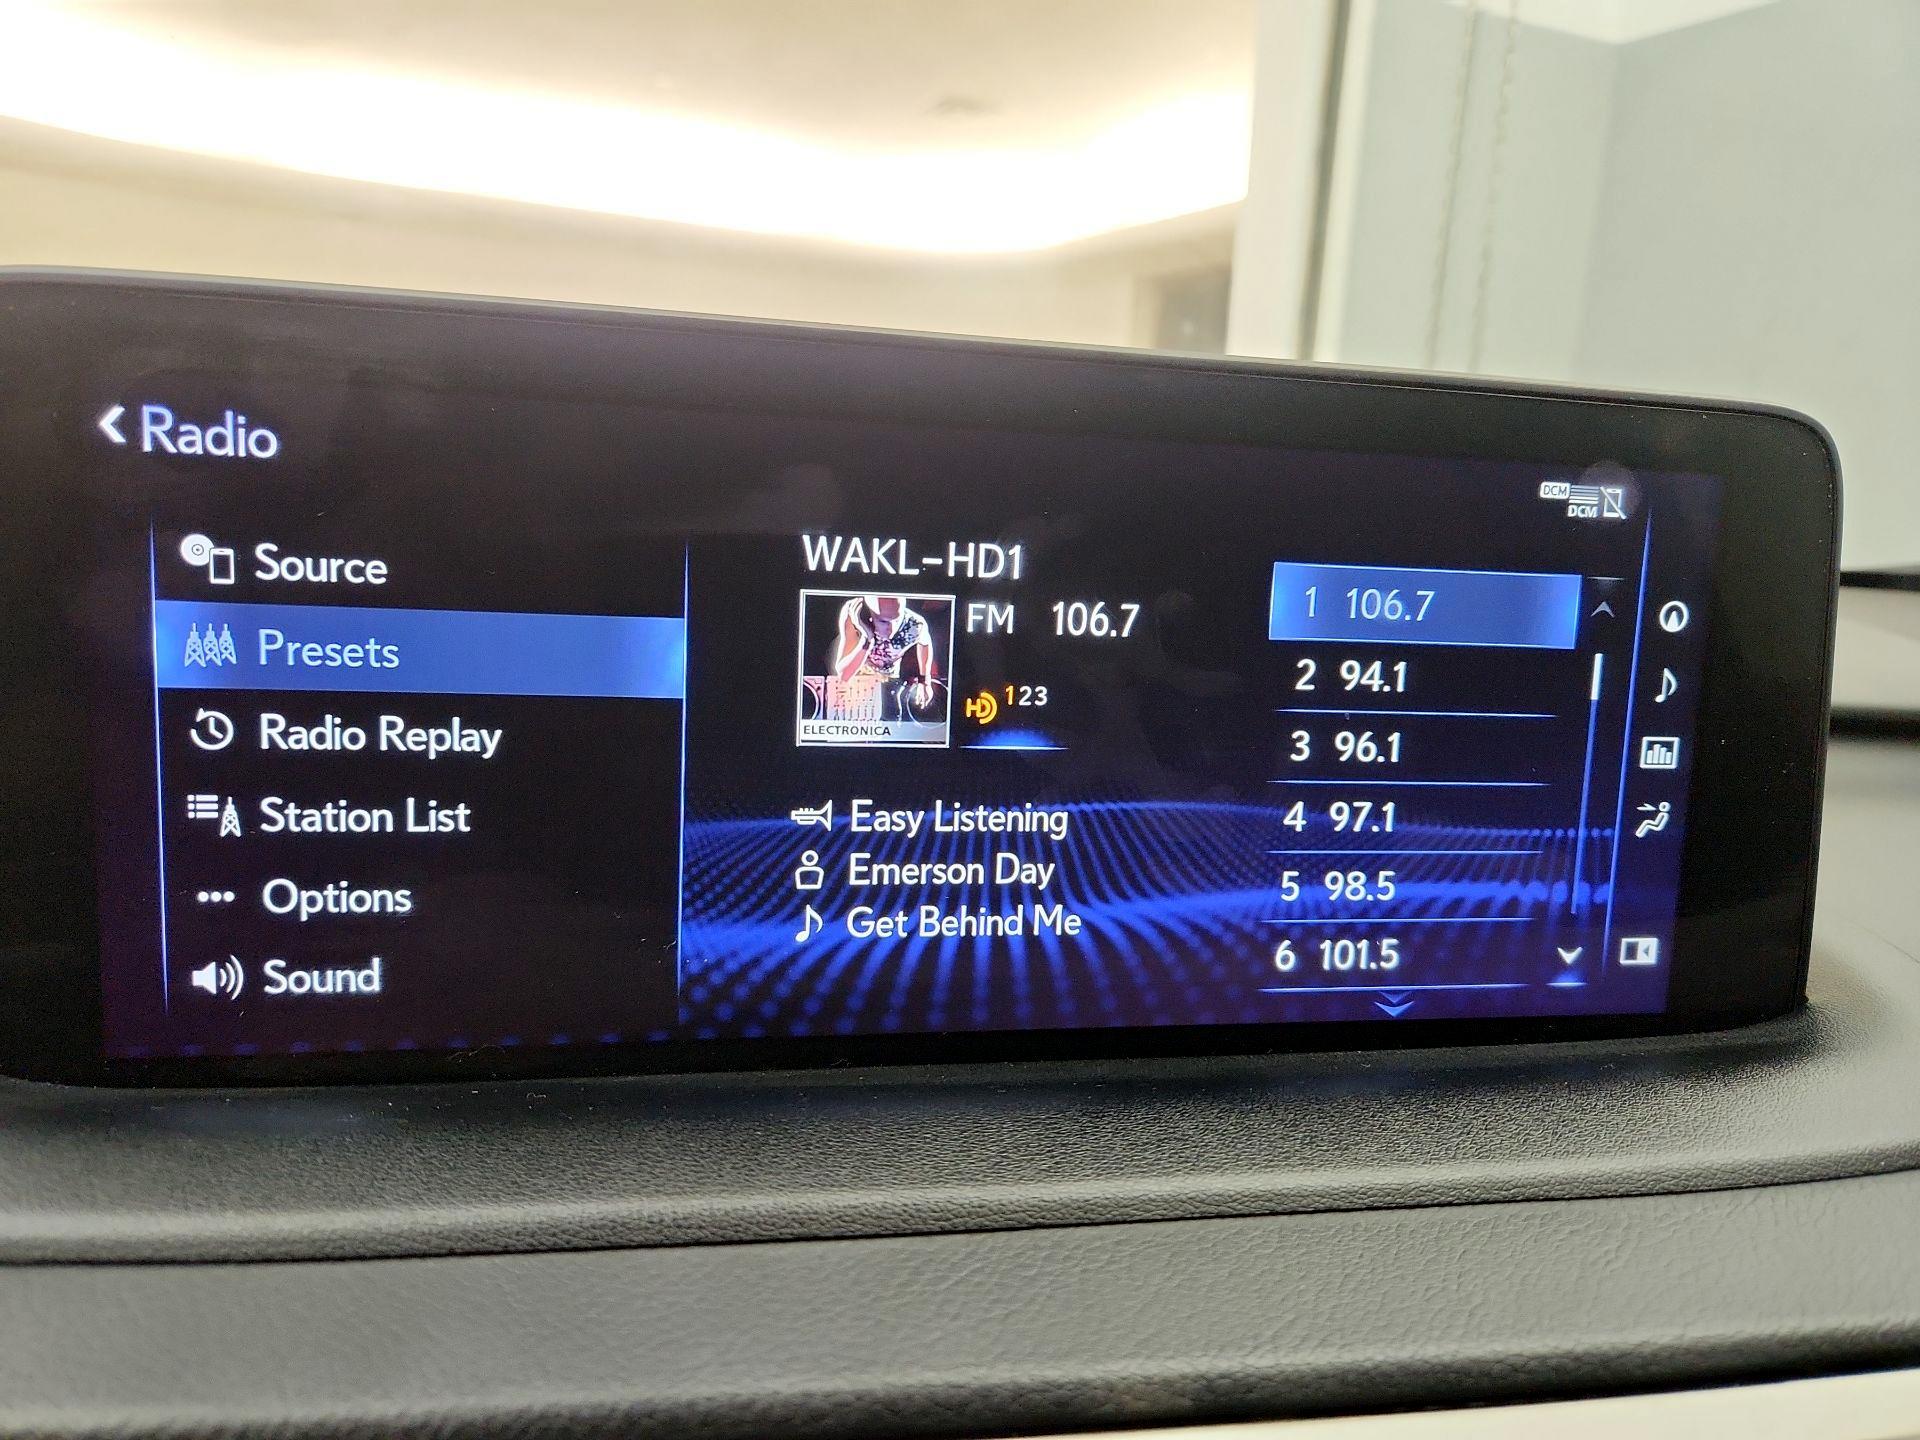 Radio
DCM
DCM
Source
Presets
Radio Replay
Station List
Options
Sound
WAKL-HD1
FM 106.7
HD 123
ELECTRONICA
Easy Listening
Emerson Day
Get Behind Me
1 106.7
2 94.1
3 96.1
4 97.1
5 98.5
6 101.5